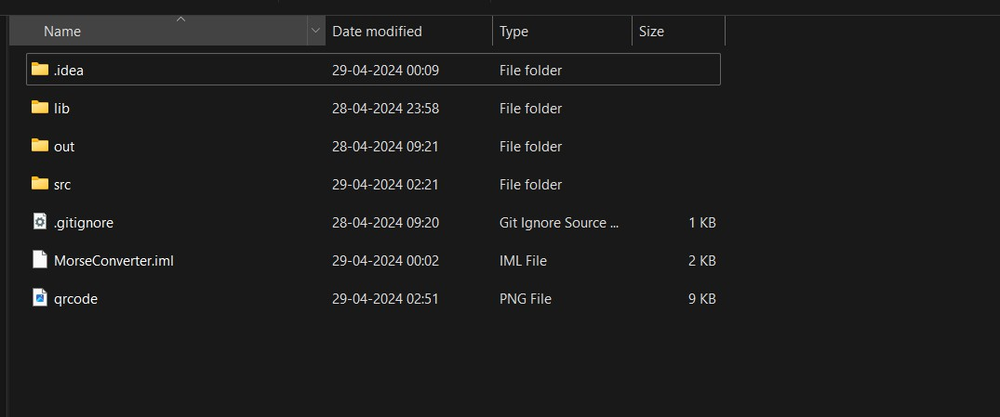 Name Date modified Type Size
.idea 29-04-2024 00:09 File folder
lib 28-04-2024 23:58 File folder
out 28-04-2024 09:21 File folder
src 29-04-2024 02:21 File folder
.gitignore 28-04-2024 09:20 Git Ignore Source ... 1 KB
MorseConverter.iml 29-04-2024 00:02 IML File 2 KB
qrcode 29-04-2024 02:51 PNG File 9 KB